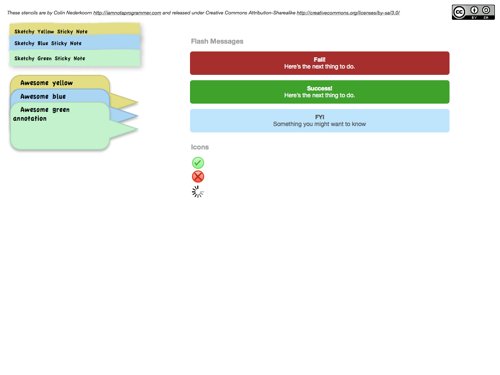 These stencils are by Colin Nederkoorn http://iamnotaprogrammer.com and released under Creative Commons Attribution-Sharealike http://creativecommons.org/licenses/by-sa/3.0/
cc
BY SA
Sketchy Yellow Sticky Note
Sketchy Blue Sticky Note
Sketchy Green Sticky Note
Awesome yellow
Awesome blue
Awesome green
annotation
Flash Messages
Fail!
Here's the next thing to do.
Success!
Here's the next thing to do.
FYI
Something you might want to know
Icons